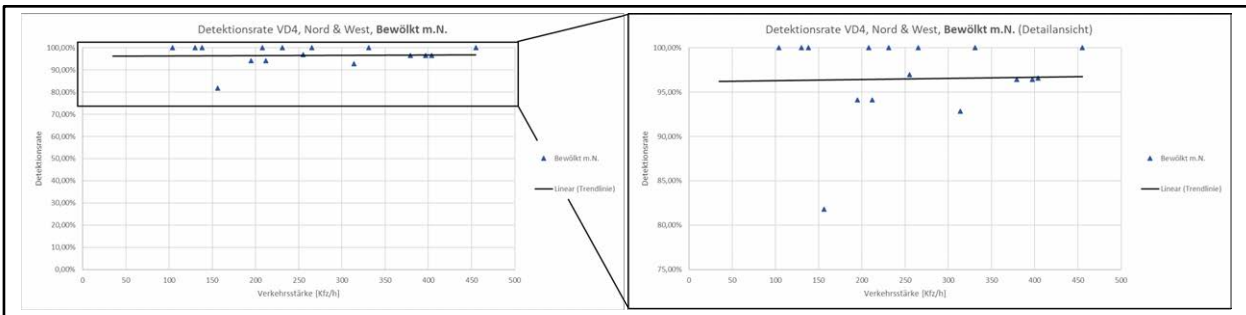 Detektionsrate VD4, Nord & West, Bewölkt m.N.
100,00%
90,00%
80,00%
70,00%
60,00%
50,00%
40,00%
30,00%
20,00%
10,00%
0,00%
Detektionsrate
0 50 100 150 200 250 300 350 400 450 500
Verkehrsstärke [Kfz/h]
Bewölkt m.N.
Linear (Trendlinie)
Detektionsrate VD4, Nord & West, Bewölkt m.N. (Detailansicht)
100,00%
95,00%
90,00%
85,00%
80,00%
75,00%
Detektionsrate
0 50 100 150 200 250 300 350 400 450 500
Verkehrsstärke [Kfz/h]
Bewölkt m.N.
Linear (Trendlinie)